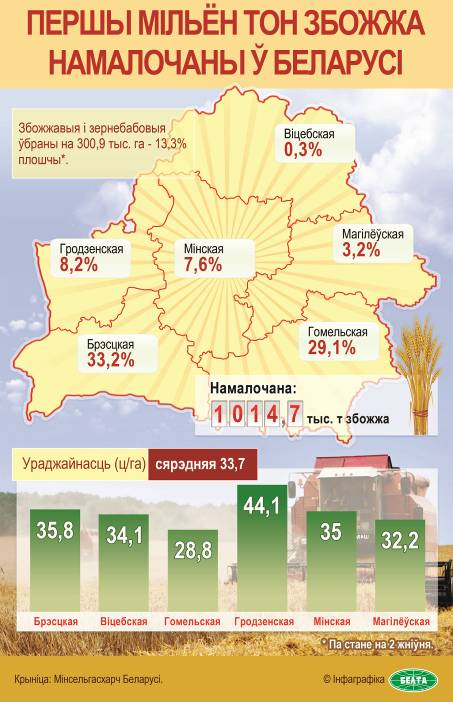 ПЕРШЫ МІЛЬЁН ТОН ЗБОЖЖА
НАМАЛОЧАНЫ Ў БЕЛАРУСІ
Збожжавыя і зернебабовыя
ўбраны на 300,9 тыс. га - 13,3%
плошчы*.
Віцебская
0,3%
Магілёўская
3,2%
Гродзенская
8,2%
Мінская
7,6%
Брэсцкая
33,2%
Гомельская
29,1%
Намалочана:
1014,7 тыс. т збожжа
Ураджайнасць (ц/га) сярэдняя 33,7
35,8
34,1
28,8
44,1
35
32,2
Брэсцкая Віцебская Гомельская Гродзенская Мінская Магілёўская
* Па стане на 2 жніўня.
Крыніца: Мінсельгасхарч Беларусі.
© Інфаграфіка БЕЛТА